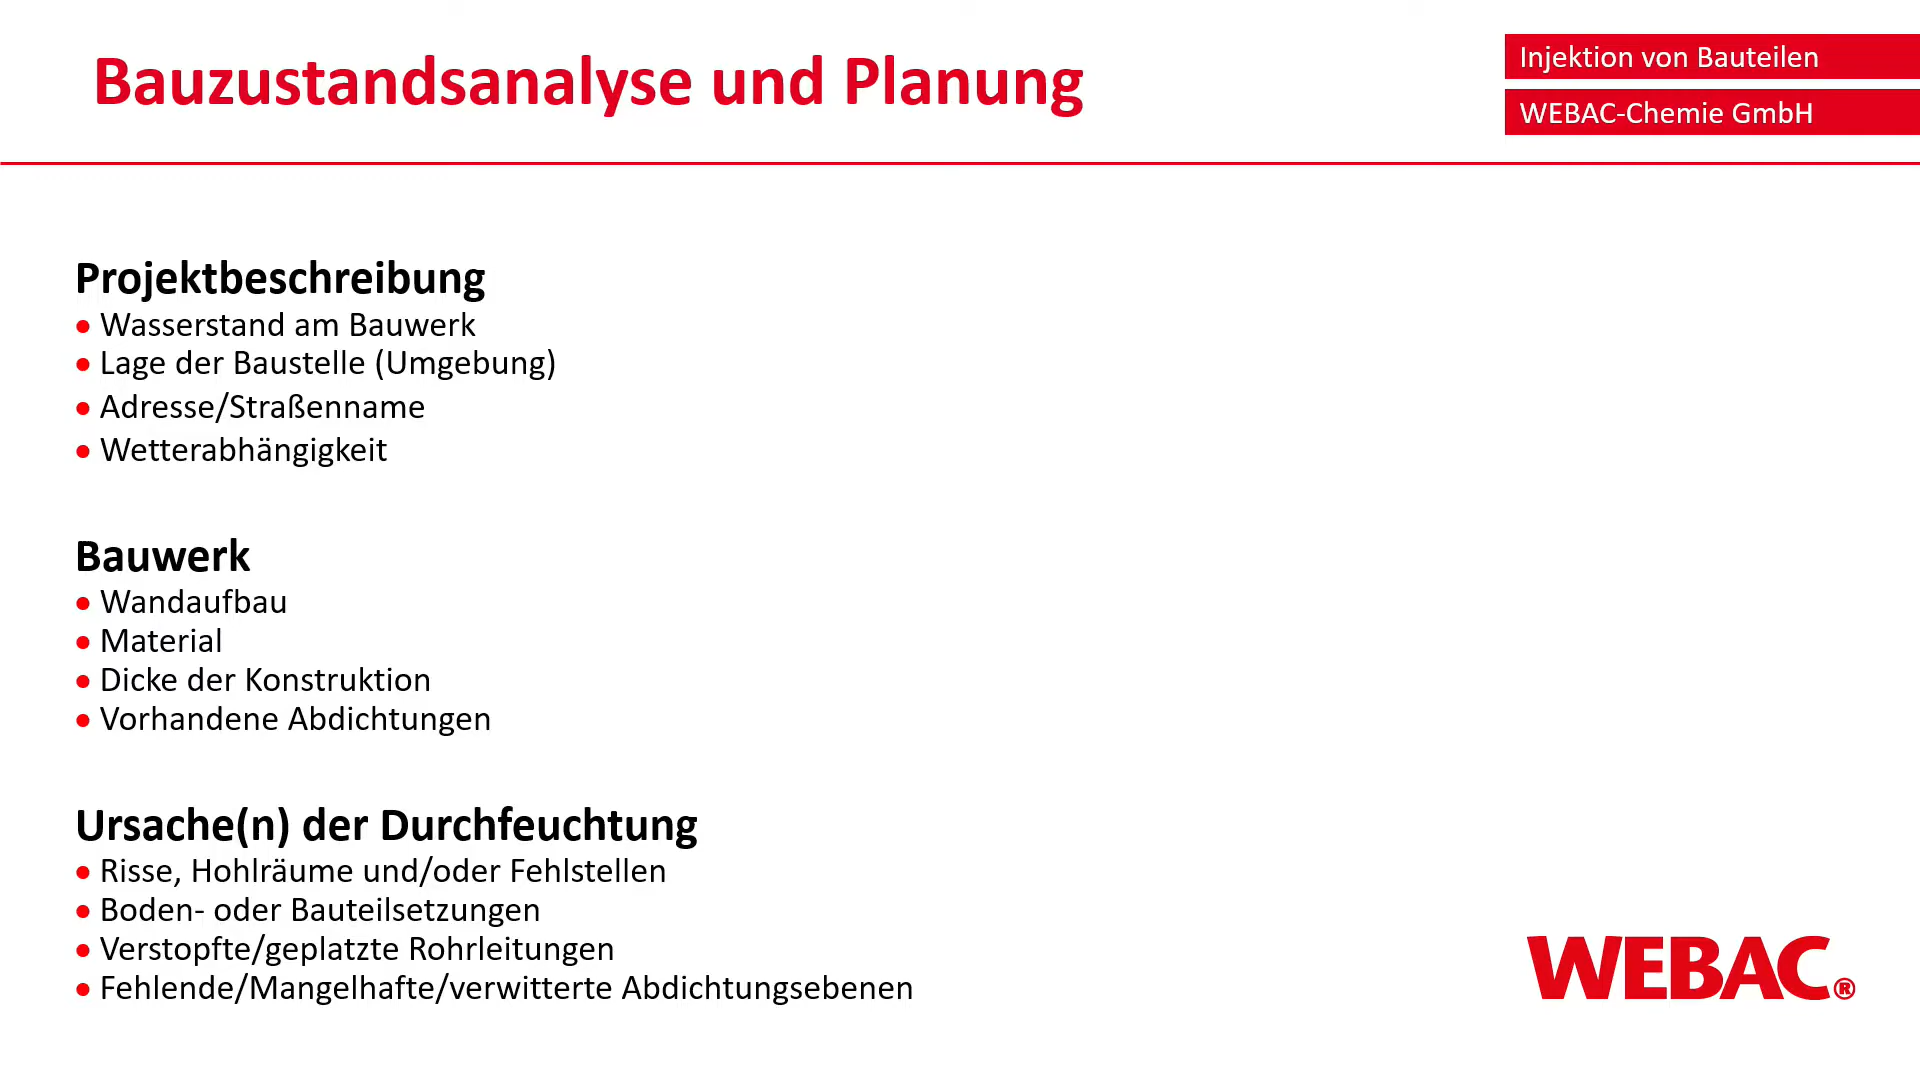 Bauzustandsanalyse und Planung
Injektion von Bauteilen
WEBAC-Chemie GmbH
Projektbeschreibung
• Wasserstand am Bauwerk
• Lage der Baustelle (Umgebung)
• Adresse/Straßenname
• Wetterabhängigkeit
Bauwerk
• Wandaufbau
• Material
• Dicke der Konstruktion
• Vorhandene Abdichtungen
Ursache(n) der Durchfeuchtung
• Risse, Hohlräume und/oder Fehlstellen
• Boden- oder Bauteilsetzungen
• Verstopfte/geplatzte Rohrleitungen
• Fehlende/Mangelhafte/verwitterte Abdichtungsebenen
WEBAC®